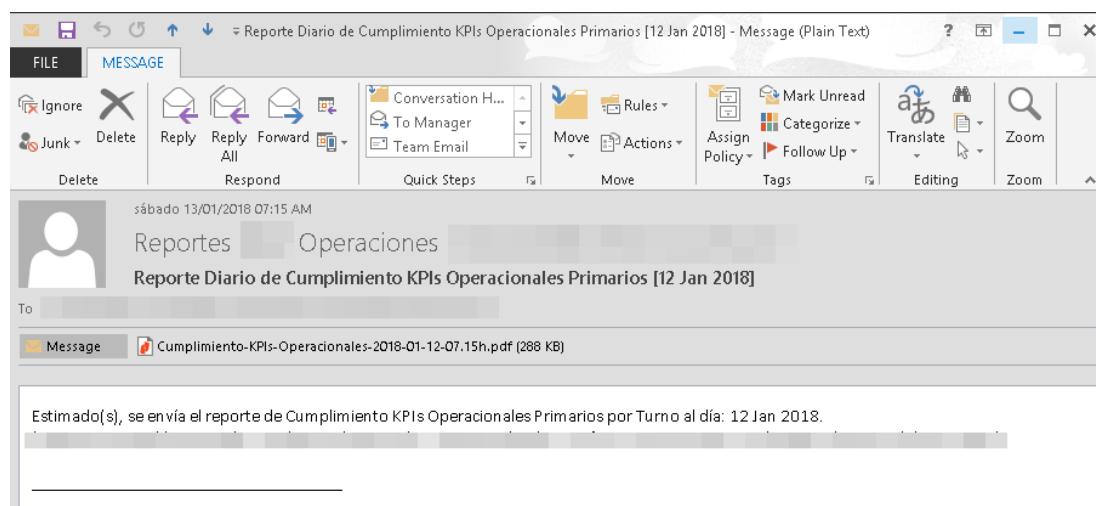 Reporte Diario de Cumplimiento KPIs Operacionales Primarios [12 Jan 2018] - Message (Plain Text)
FILE MESSAGE
Ignore
Junk
Delete
Reply
Reply All
Forward
Conversation H...
To Manager
Team Email
Move
Rules
Actions
Assign Policy
Mark Unread
Categorize
Follow Up
Translate
Zoom
Delete Respond Quick Steps Move Tags Editing Zoom
sábado 13/01/2018 07:15 AM
Reportes Operaciones
Reporte Diario de Cumplimiento KPIs Operacionales Primarios [12 Jan 2018]
To
Message Cumplimiento-KPIs-Operacionales-2018-01-12-07.15h.pdf (288 KB)
Estimado(s), se envía el reporte de Cumplimiento KPIs Operacionales Primarios por Turno al día: 12 Jan 2018.